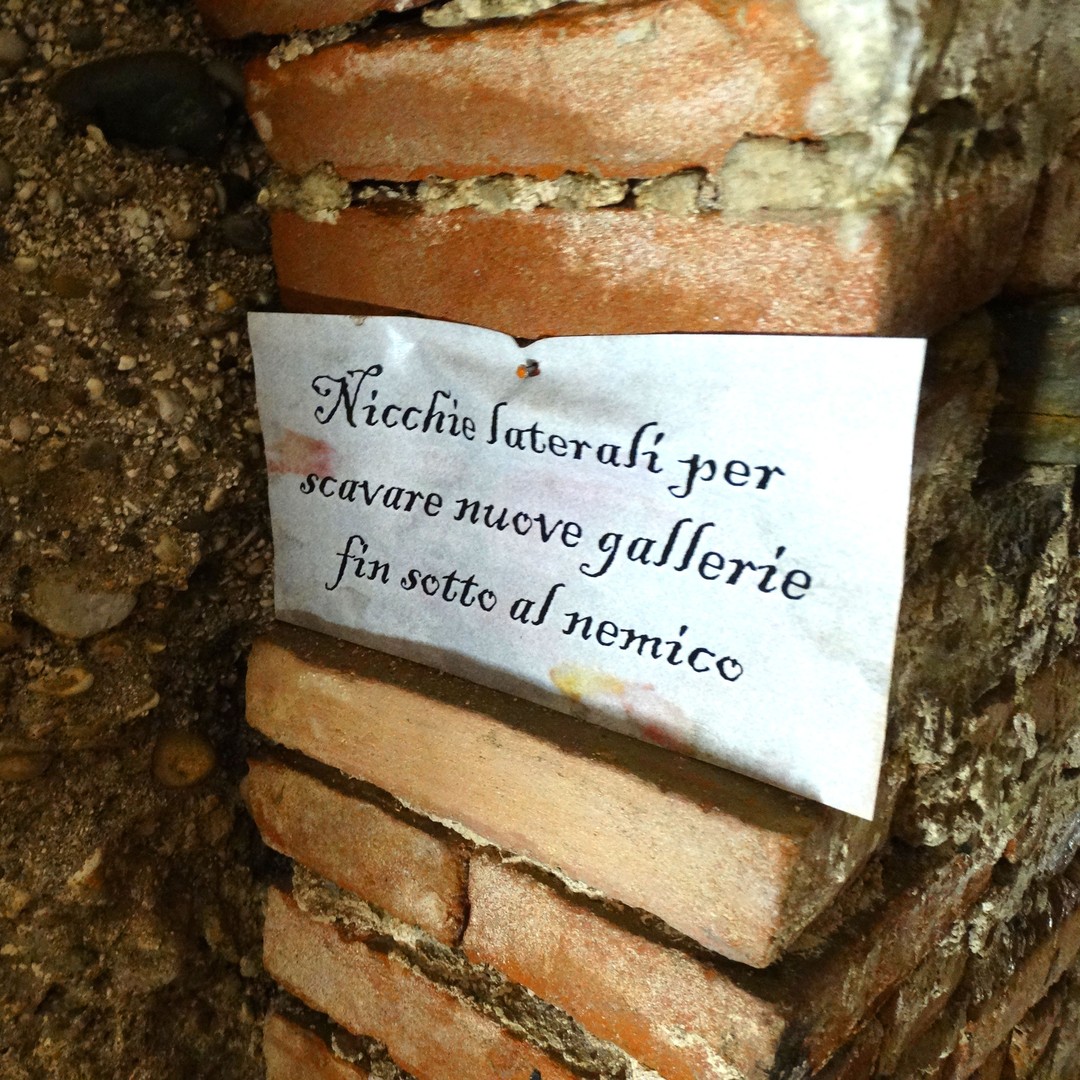 Nicchie laterali per
scavare nuove gallerie
fin sotto al nemico